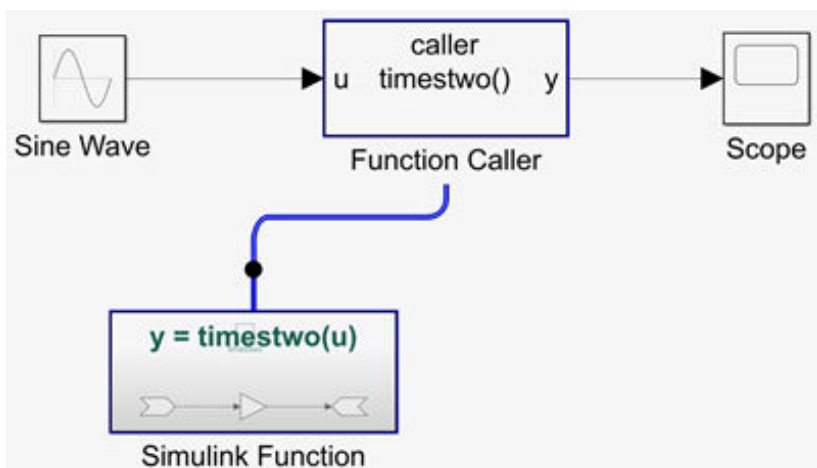 caller
u timestwo() y
Sine Wave
Function Caller
Scope
y = timestwo(u)
Simulink Function